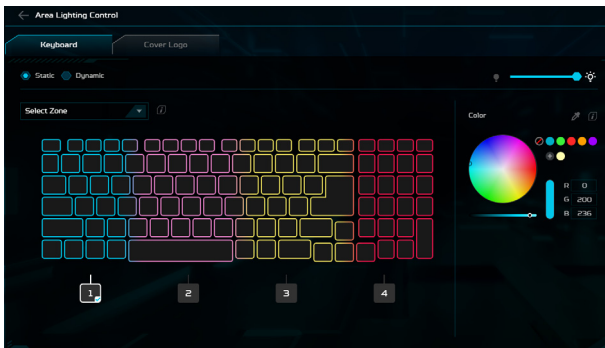 Area Lighting Control
Keyboard
Cover Logo
Static
Dynamic
Select Zone
i
Color
i
R 0
G 200
B 236
1
2
3
4